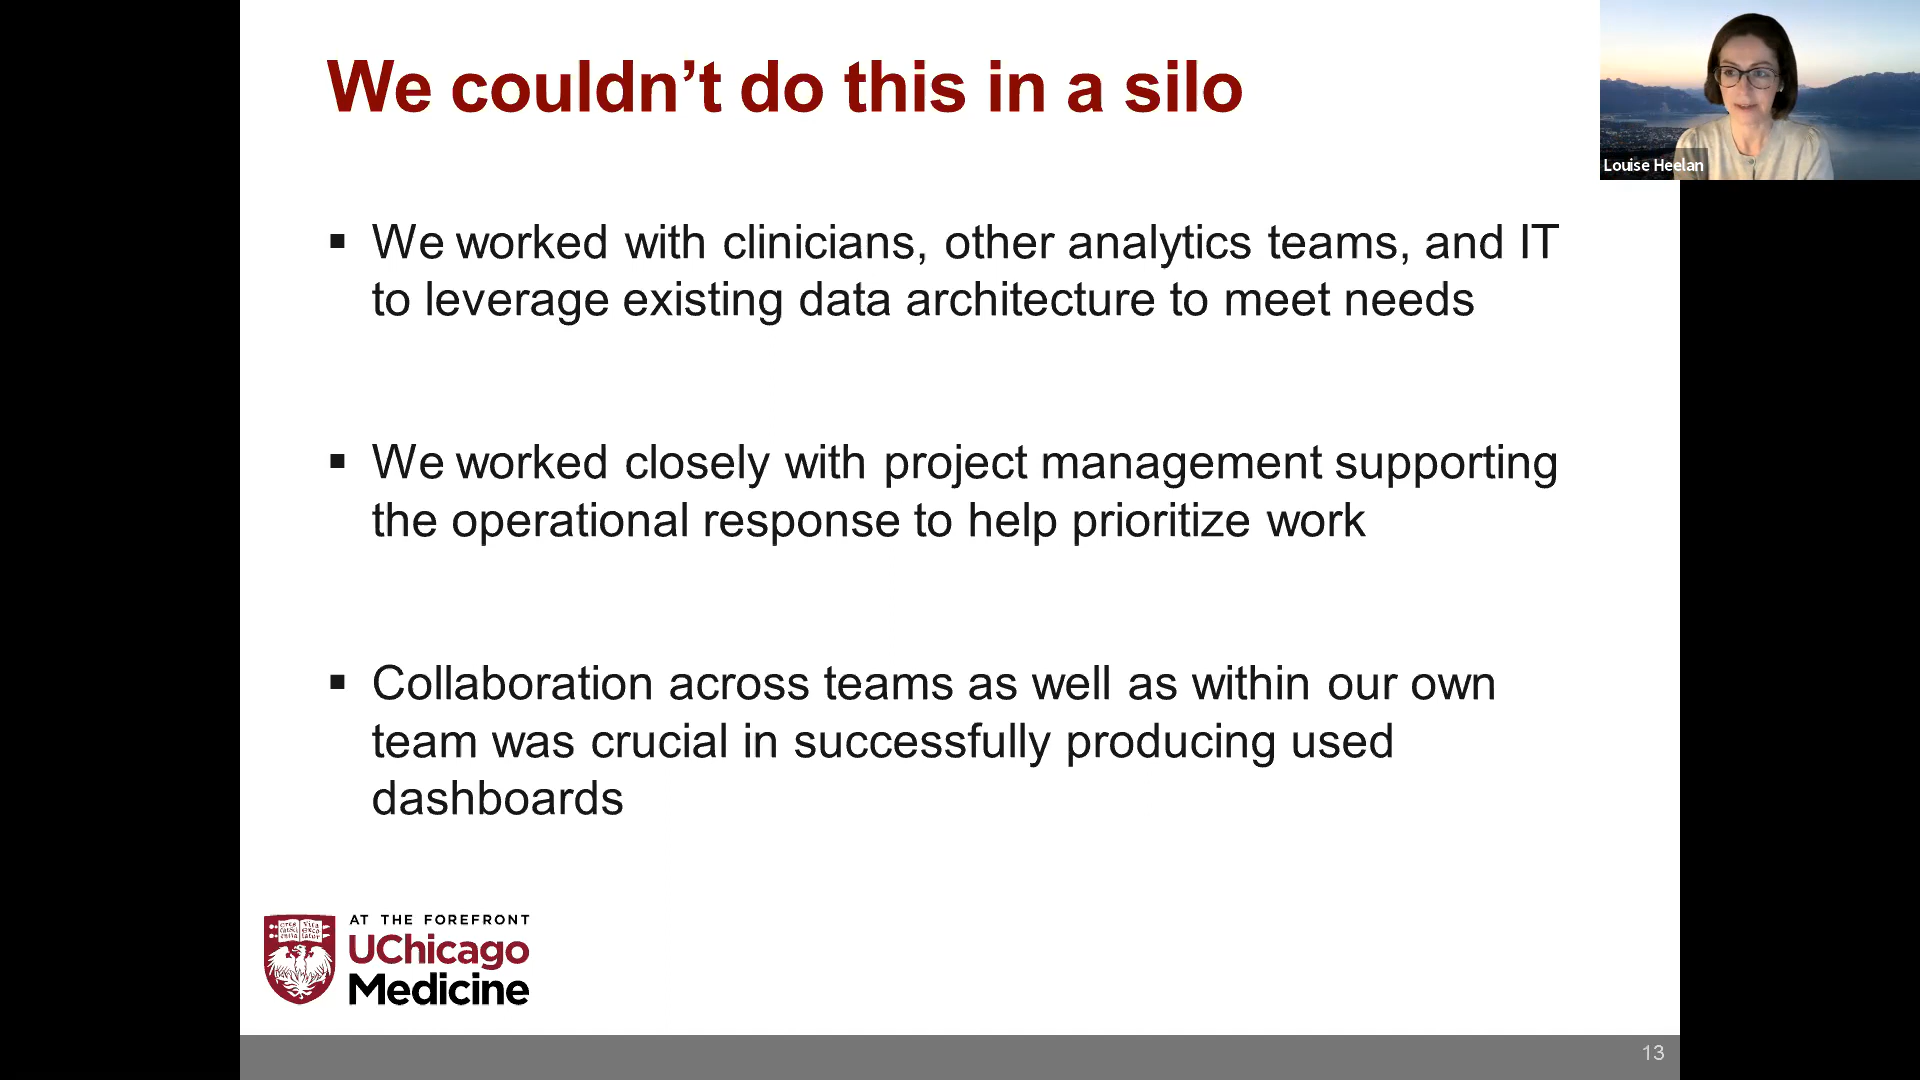 We couldn’t do this in a silo
Louise Heelan
▪ We worked with clinicians, other analytics teams, and IT
to leverage existing data architecture to meet needs
▪ We worked closely with project management supporting
the operational response to help prioritize work
▪ Collaboration across teams as well as within our own
team was crucial in successfully producing used
dashboards
AT THE FOREFRONT
UChicago
Medicine
13